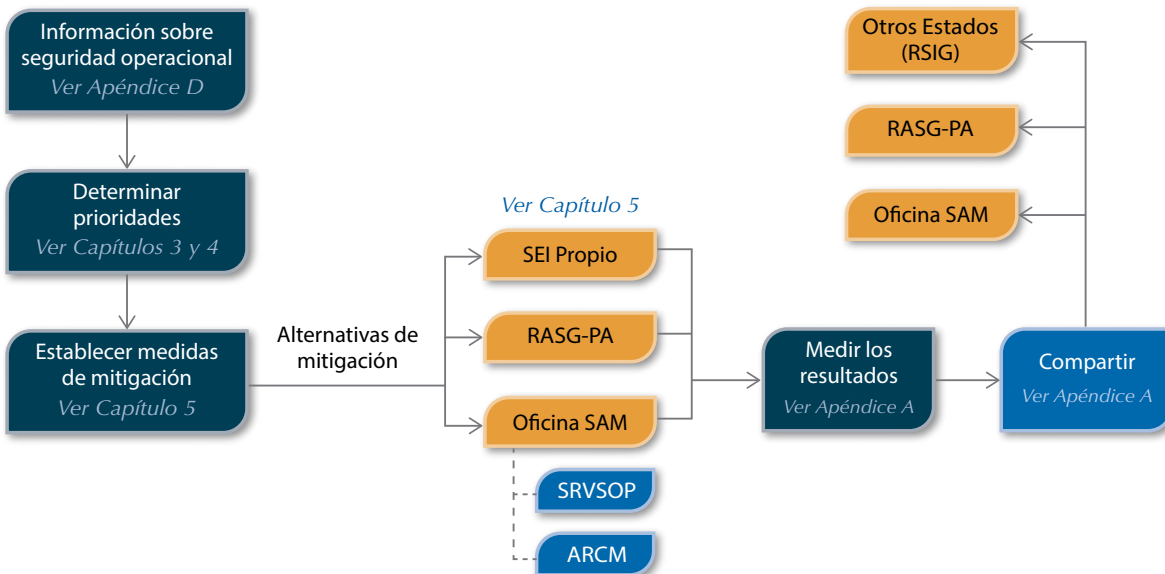 Información sobre
seguridad operacional
Ver Apéndice D
Determinar
prioridades
Ver Capítulos 3 y 4
Establecer medidas
de mitigación
Ver Capítulo 5
Alternativas de
mitigación
Ver Capítulo 5
SEI Propio
RASG-PA
Oficina SAM
SRVSOP
ARCM
Medir los
resultados
Ver Apéndice A
Compartir
Ver Apéndice A
Otros Estados
(RSIG)
RASG-PA
Oficina SAM